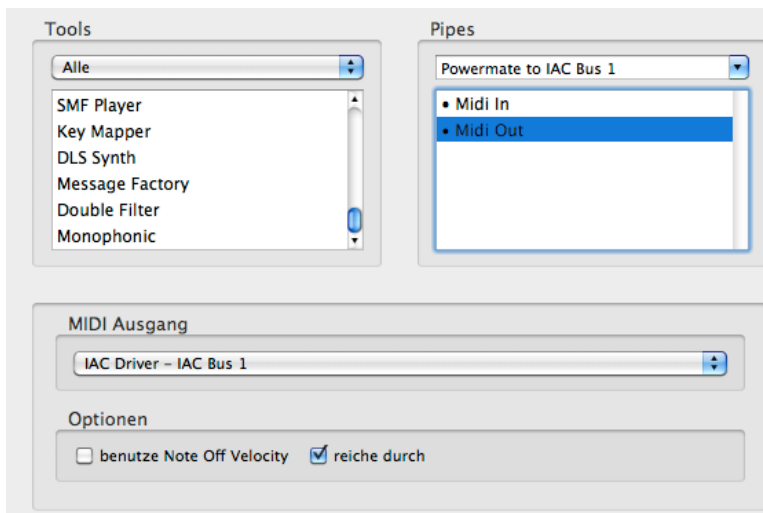 Tools
Alle
SMF Player
Key Mapper
DLS Synth
Message Factory
Double Filter
Monophonic
Pipes
Powermate to IAC Bus 1
• Midi In
• Midi Out
MIDI Ausgang
IAC Driver – IAC Bus 1
Optionen
benutze Note Off Velocity reiche durch